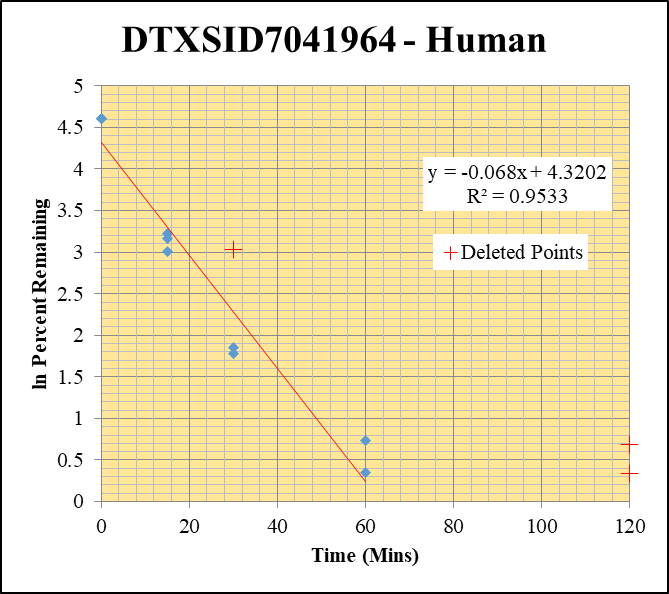 DTXSID7041964 - Human
5
4.5
4
3.5
3
2.5
2
1.5
1
0.5
0
ln Percent Remaining
y = -0.068x + 4.3202
R² = 0.9533
Deleted Points
0 20 40 60 80 100 120
Time (Mins)